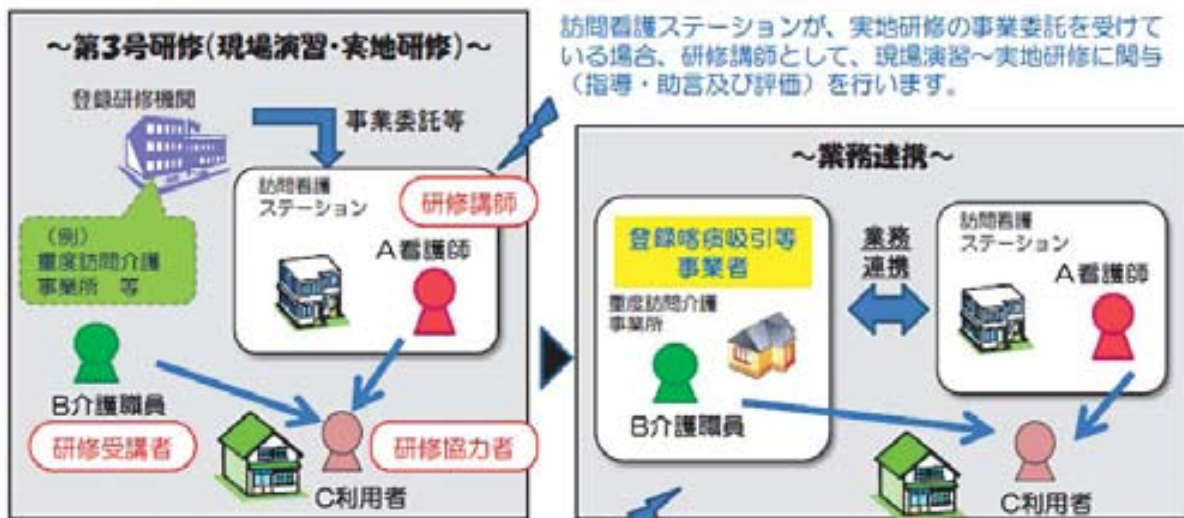 ～第3号研修(現場演習・実地研修)～
登録研修機関
事業委託等
訪問看護
ステーション
研修講師
A看護師
（例）
重度訪問介護
事業所　等
B介護職員
研修受講者
研修協力者
C利用者
訪問看護ステーションが、実地研修の事業委託を受けて
いる場合、研修講師として、現場演習～実地研修に関与
（指導・助言及び評価）を行います。
～業務連携～
登録喀痰吸引等
事業者
重度訪問介護
事業所
B介護職員
業務
連携
訪問看護
ステーション
A看護師
C利用者